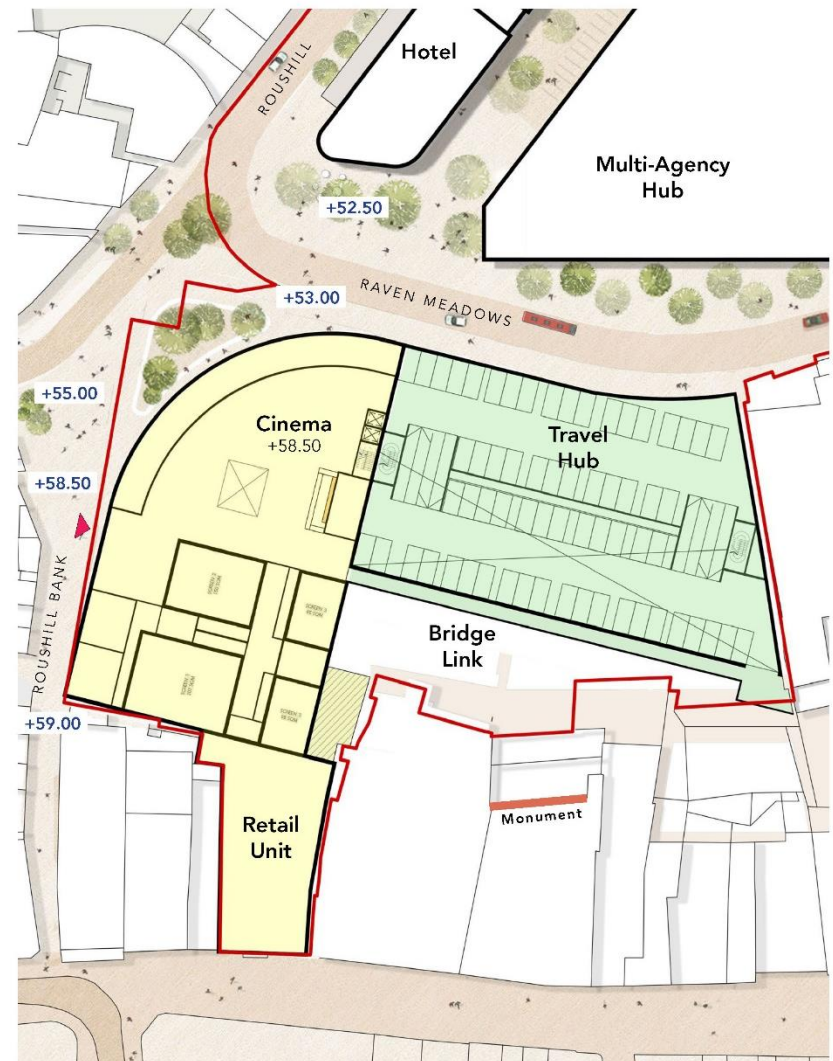 Hotel
ROUSHILL
Multi-Agency
Hub
+52.50
+53.00
RAVEN MEADOWS
+55.00
Cinema
+58.50
Travel
Hub
+58.50
ROUSHILL BANK
Bridge
Link
+59.00
Retail
Unit
Monument